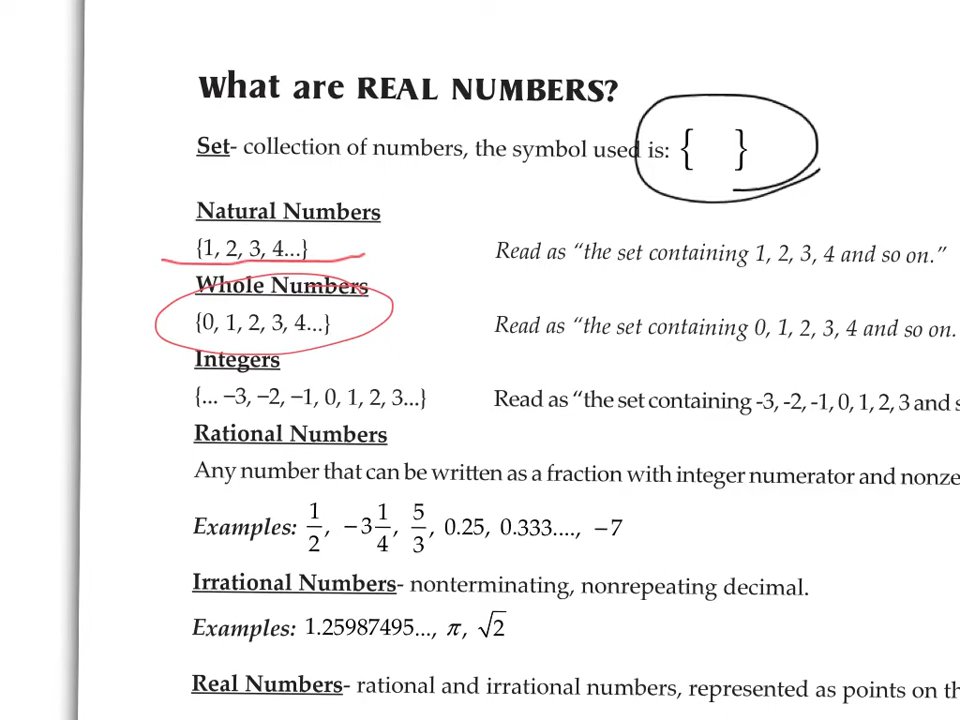 What are REAL NUMBERS?
Set- collection of numbers, the symbol used is: { }
Natural Numbers
{1, 2, 3, 4...} Read as “the set containing 1, 2, 3, 4 and so on.”
Whole Numbers
{0, 1, 2, 3, 4...} Read as “the set containing 0, 1, 2, 3, 4 and so on.
Integers
{... −3, −2, −1, 0, 1, 2, 3...} Read as “the set containing -3, -2, -1, 0, 1, 2, 3 and
Rational Numbers
Any number that can be written as a fraction with integer numerator and
Examples: 1/2, −3 1/4, 5/3, 0.25, 0.333...., −7
Irrational Numbers- nonterminating, nonrepeating decimal.
Examples: 1.25987495..., π, √2
Real Numbers- rational and irrational numbers, represented as points on